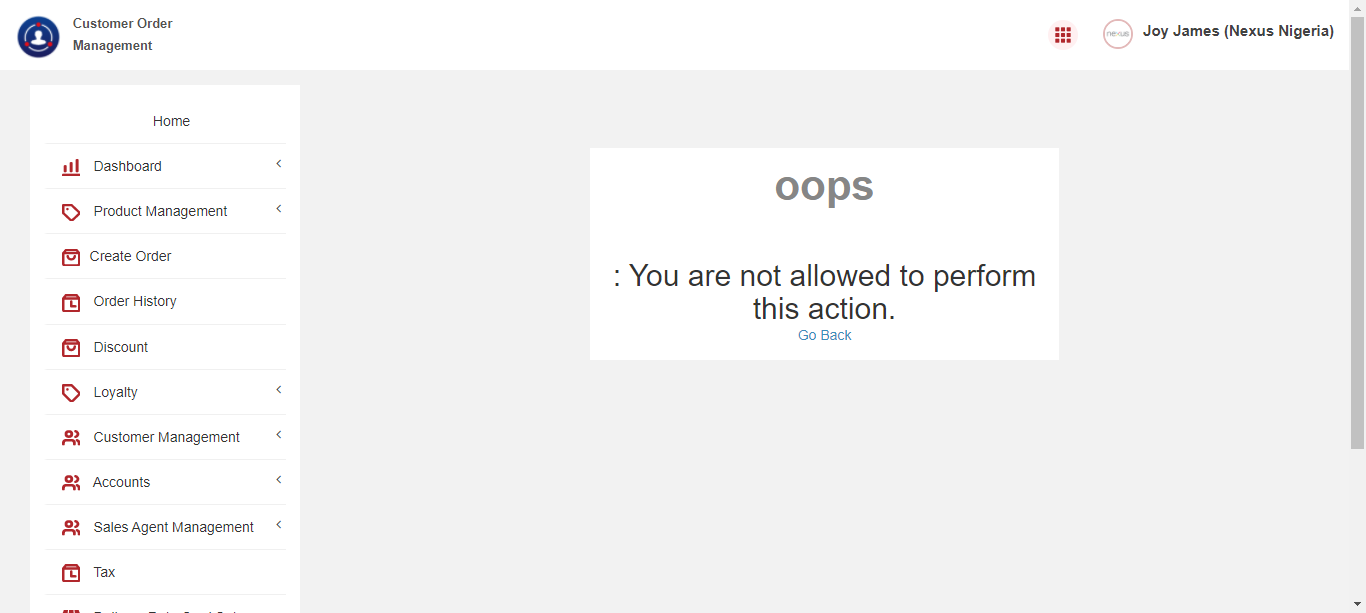 Customer Order
Management
nexus
Joy James (Nexus Nigeria)
Home
Dashboard
Product Management
Create Order
Order History
Discount
Loyalty
Customer Management
Accounts
Sales Agent Management
Tax
oops
: You are not allowed to perform
this action.
Go Back